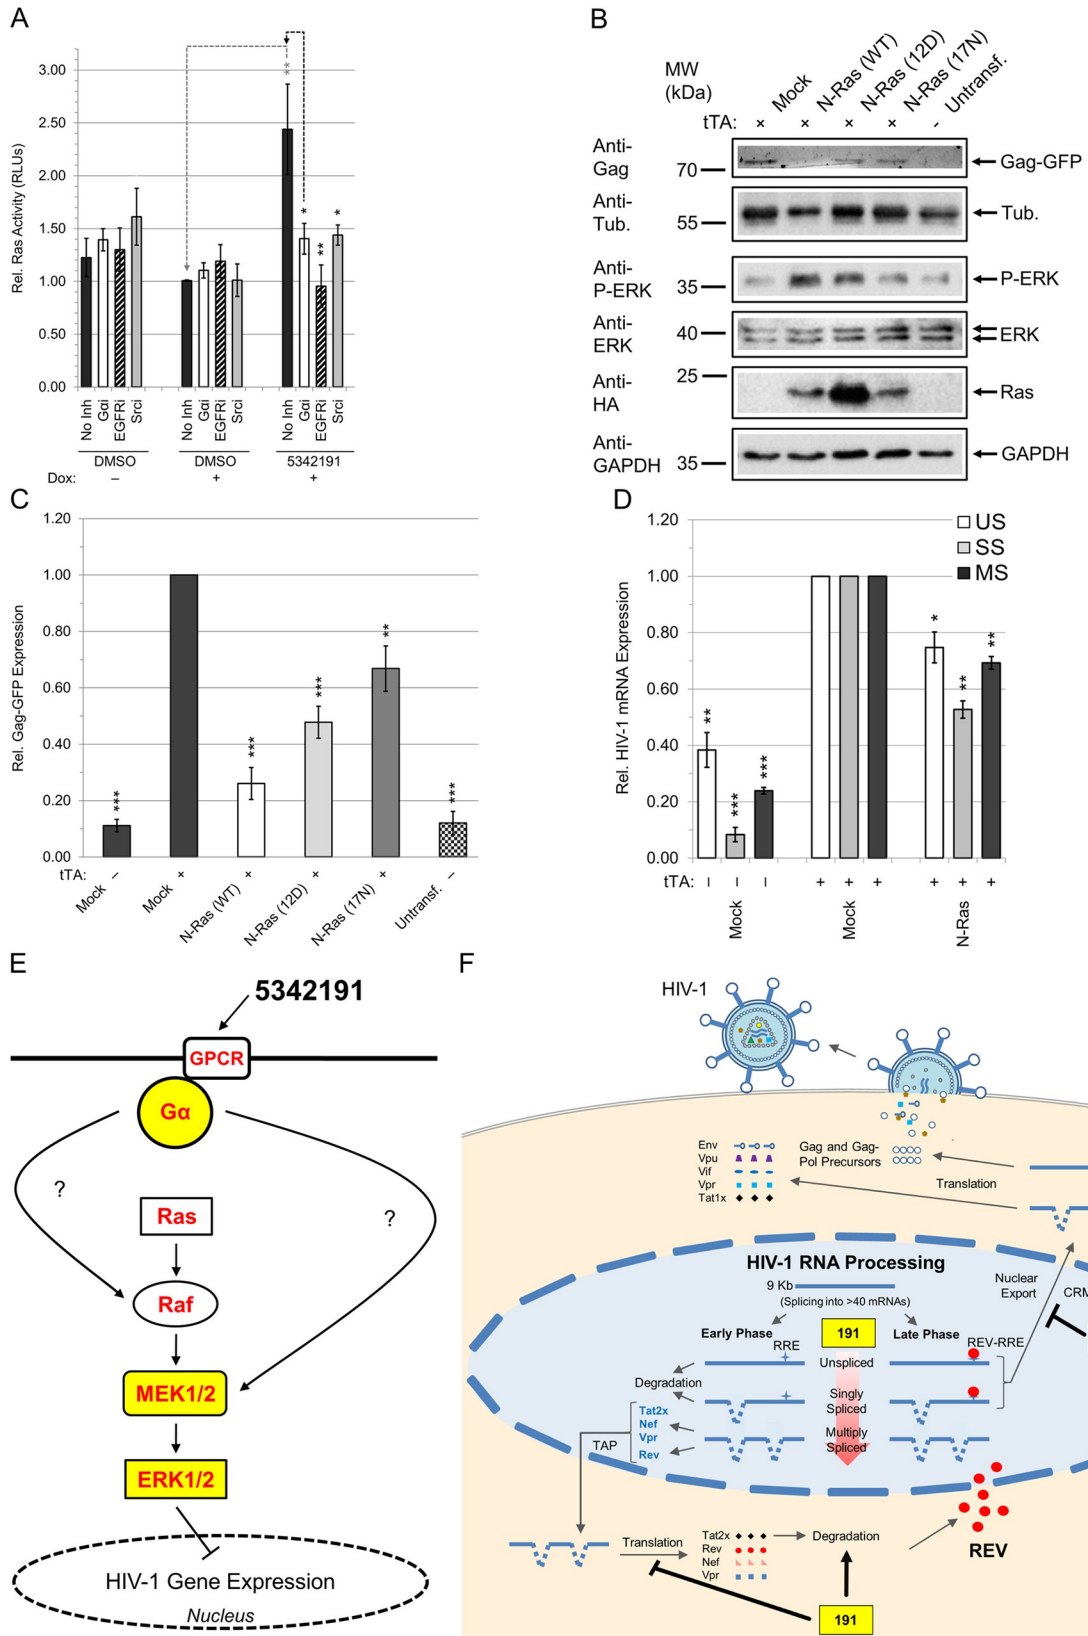 A
3.00
2.50
2.00
1.50
1.00
0.50
0.00
Rel. Ras Activity (RLUs)
**
*
**
*
No Inh
Gαi
EGFRi
Srci
No Inh
Gαi
EGFRi
Srci
No Inh
Gαi
EGFRi
Srci
DMSO DMSO 5342191
Dox: – + +
B
MW
(kDa)
Mock
N-Ras (WT)
N-Ras (12D)
N-Ras (17N)
Untransf.
tTA: + + + + -
Anti-
Gag
70
Gag-GFP
Anti-
Tub.
55
Tub.
Anti-
P-ERK
35
P-ERK
Anti-
ERK
40
ERK
Anti-
HA
25
Ras
Anti-
GAPDH
35
GAPDH
C
1.20
1.00
0.80
0.60
0.40
0.20
0.00
Rel. Gag-GFP Expression
***
***
***
**
***
tTA: – + + + + –
Mock
Mock
N-Ras (WT)
N-Ras (12D)
N-Ras (17N)
Untransf.
D
1.20
1.00
0.80
0.60
0.40
0.20
0.00
Rel. HIV-1 mRNA Expression
US
SS
MS
**
***
***
*
**
**
tTA: – – – + + + + + +
Mock
Mock
N-Ras
E
5342191
GPCR
Gα
?
?
Ras
Raf
MEK1/2
ERK1/2
HIV-1 Gene Expression
Nucleus
F
HIV-1
Env
Vpu
Vif
Vpr
Tat1x
Gag and Gag-
Pol Precursors
Translation
HIV-1 RNA Processing
9 Kb
(Splicing into >40 mRNAs)
Nuclear
Export
CRM
Early Phase
191
Late Phase
RRE
REV-RRE
Unspliced
Degradation
Singly
Spliced
Tat2x
Nef
Vpr
Rev
Multiply
Spliced
TAP
Translation
Tat2x
Rev
Nef
Vpr
Degradation
REV
191